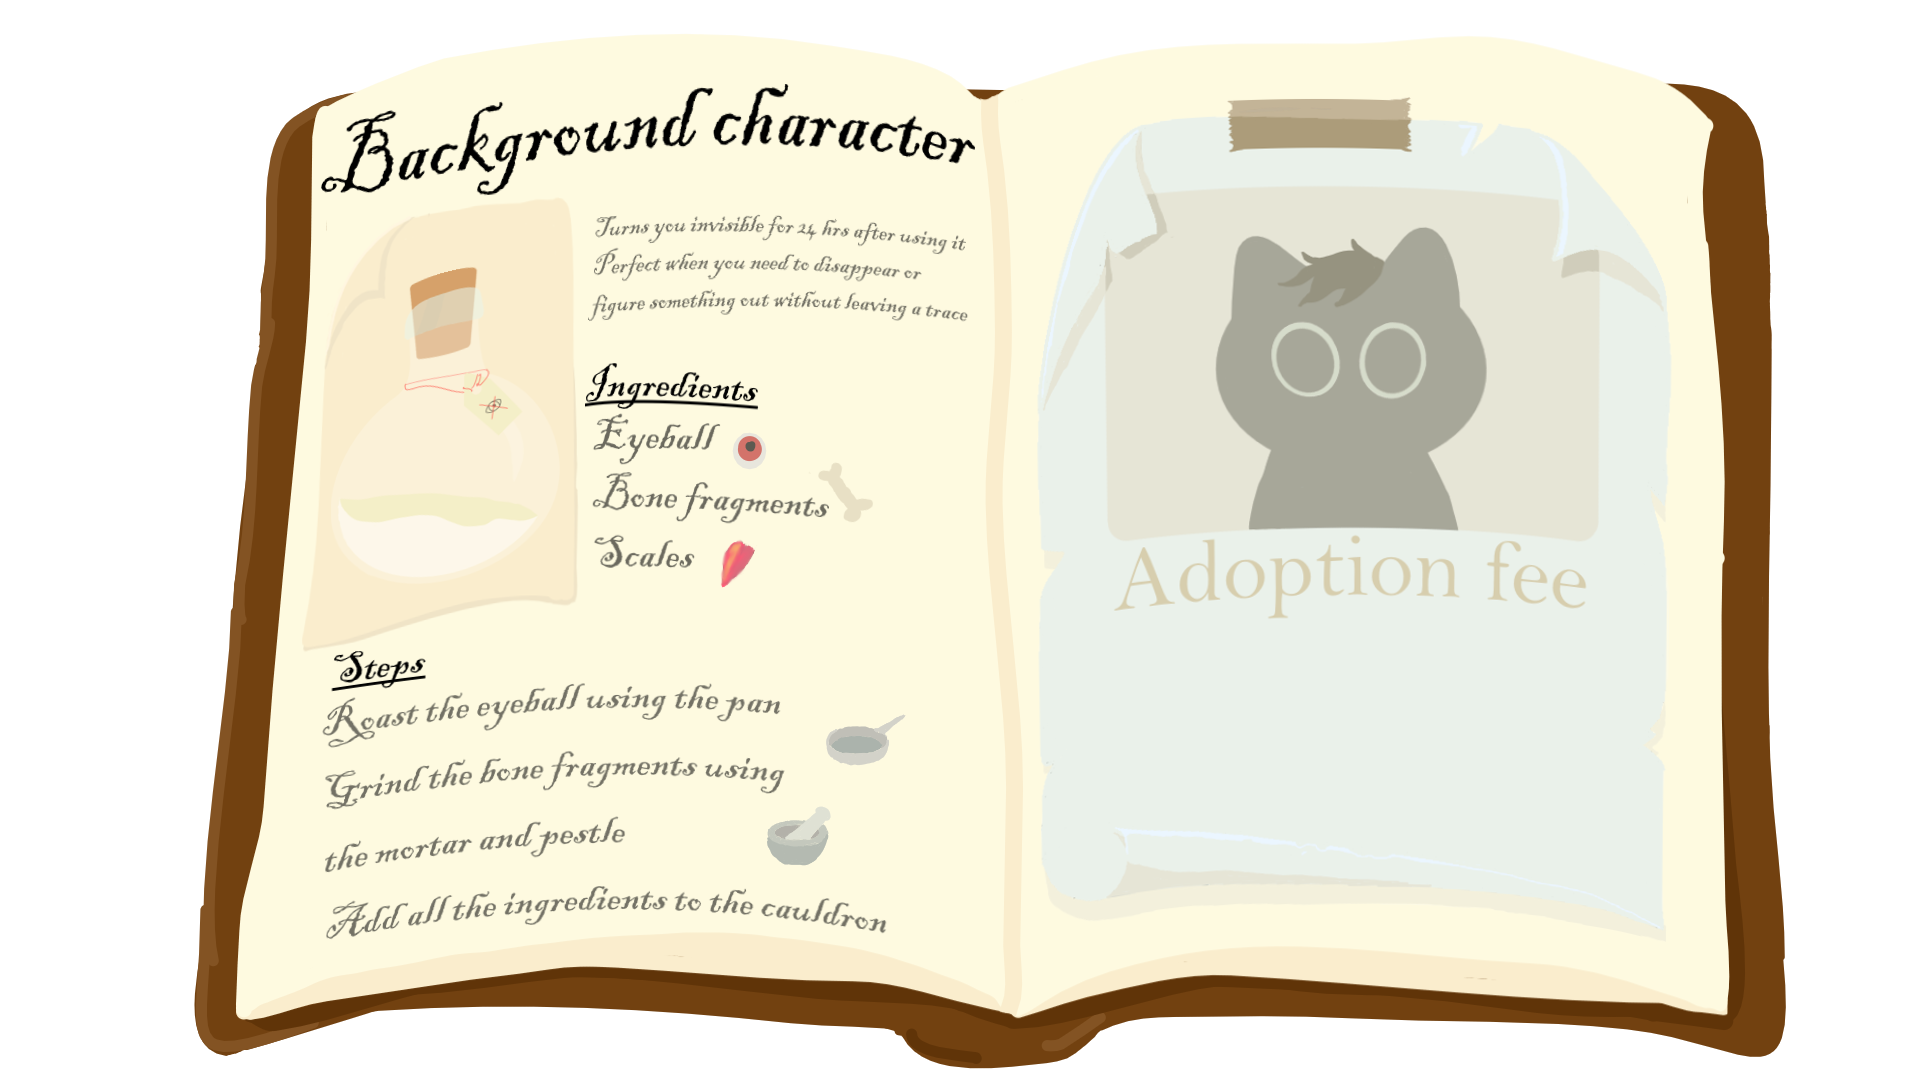 Background character
Turns you invisible for 24 hrs after using it
Perfect when you need to disappear or
figure something out without leaving a trace
Ingredients
Eyeball
Bone fragments
Scales
Steps
Roast the eyeball using the pan
Grind the bone fragments using
the mortar and pestle
Add all the ingredients to the cauldron
Adoption fee